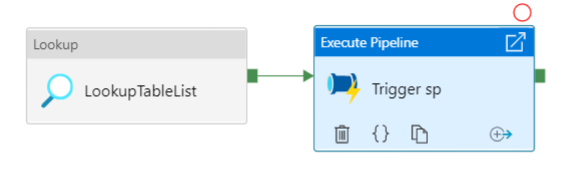 Lookup
LookupTableList
Execute Pipeline
Trigger sp
{}